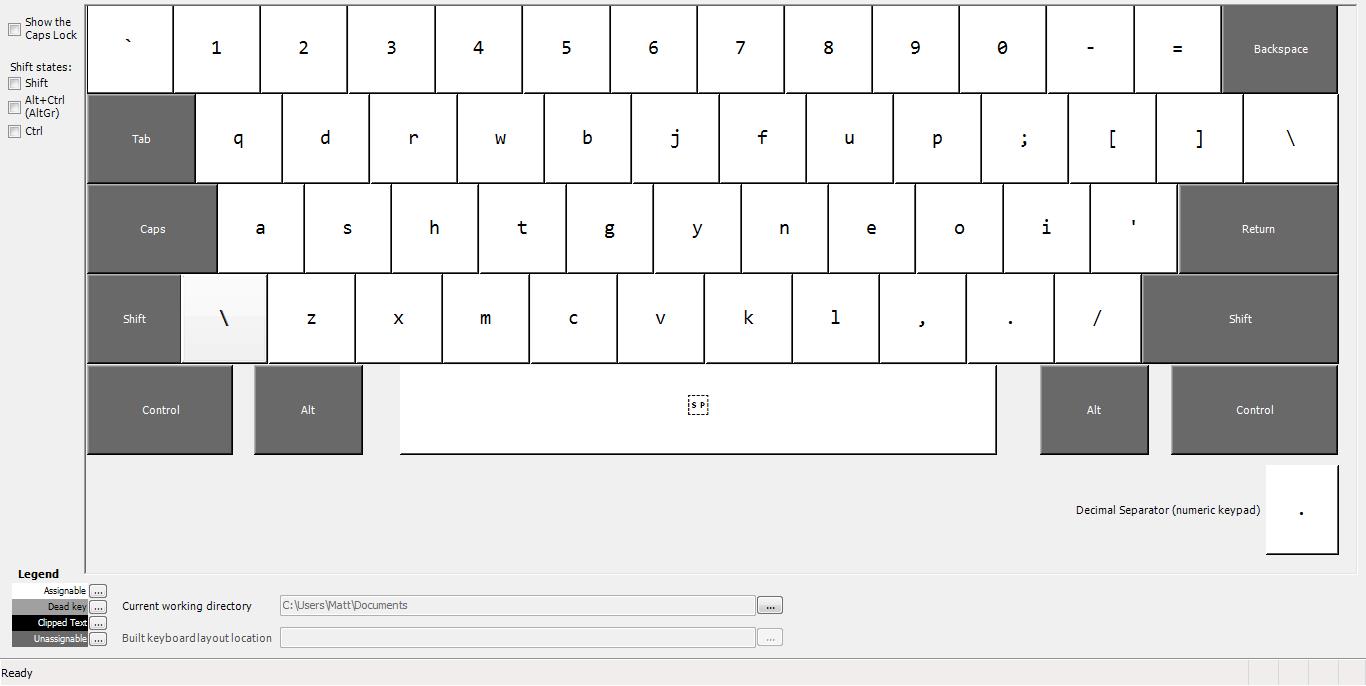 Show the
Caps Lock
Shift states:
Shift
Alt+Ctrl
(AltGr)
Ctrl
` 1 2 3 4 5 6 7 8 9 0 - = Backspace
Tab q d r w b j f u p ; [ ] \
Caps a s h t g y n e o i ' Return
Shift \ z x m c v k l , . / Shift
Control Alt SP Alt Control
Decimal Separator (numeric keypad) .
Legend
Assignable ...
Dead key ...
Clipped Text ...
Unassignable ...
Current working directory C:\Users\Matt\Documents ...
Built keyboard layout location ...
Ready